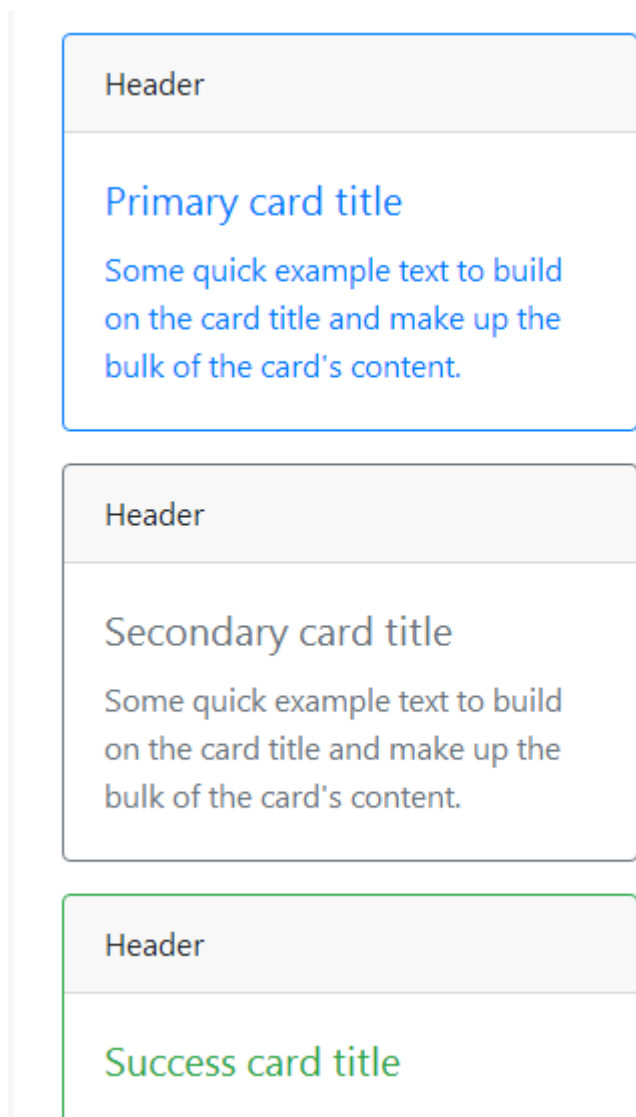 Header
Primary card title
Some quick example text to build
on the card title and make up the
bulk of the card's content.
Header
Secondary card title
Some quick example text to build
on the card title and make up the
bulk of the card's content.
Header
Success card title